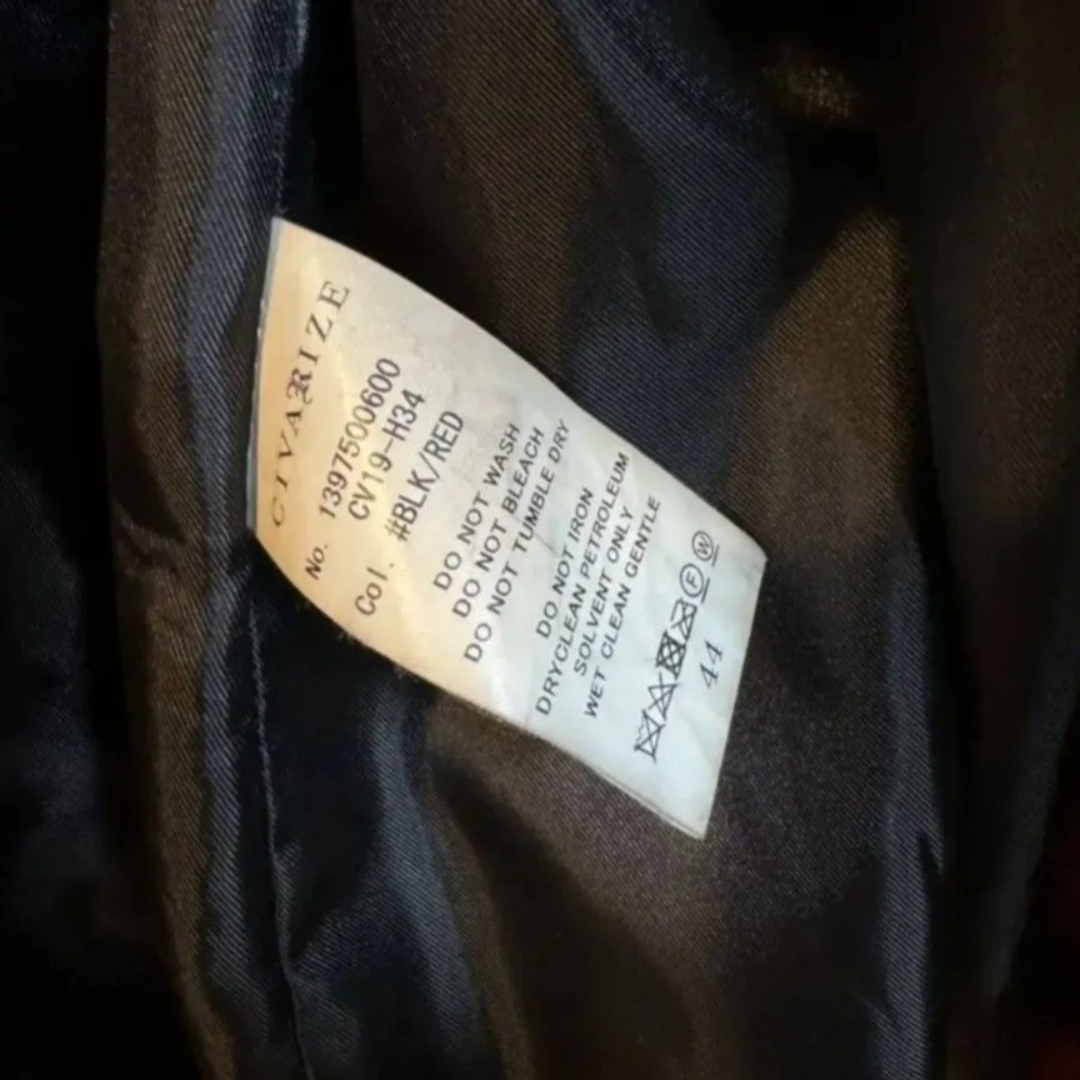 CIVARIZE
No. 1397500600
CV19-H34
Col. #BLK/RED
DO NOT WASH
DO NOT BLEACH
DO NOT TUMBLE DRY
DO NOT IRON
DRYCLEAN PETROLEUM
SOLVENT ONLY
WET CLEAN GENTLE
F W
44